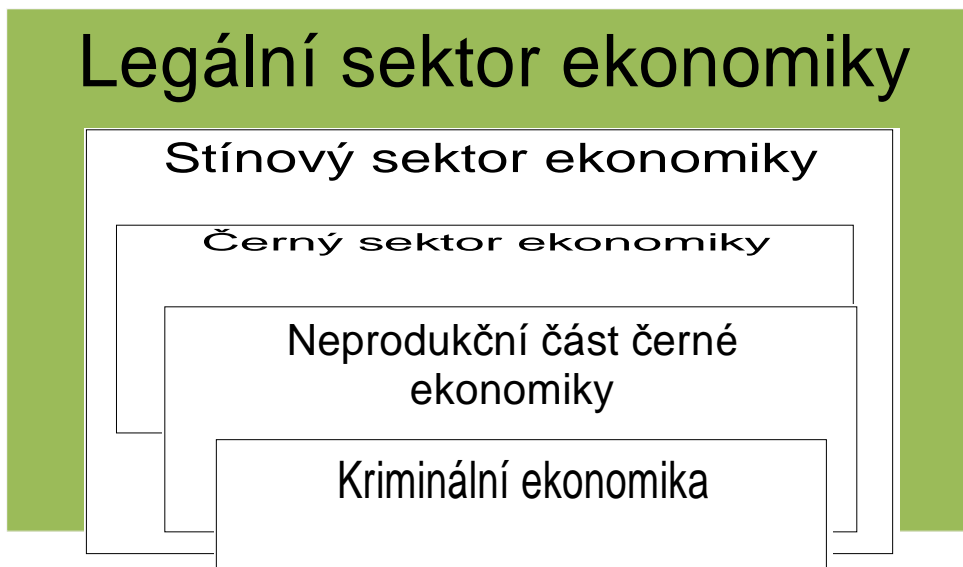 Legální sektor ekonomiky
Stínový sektor ekonomiky
Černý sektor ekonomiky
Neprodukční část černé
ekonomiky
Kriminální ekonomika